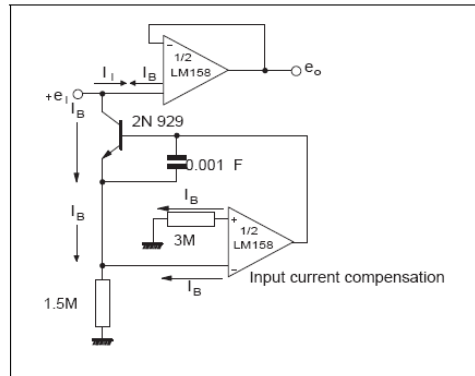 1/2
LM158
I I
I B
e o
+e I
I B
2N 929
0.001 F
I B
I B
3M
1/2
LM158
I B
Input current compensation
1.5M